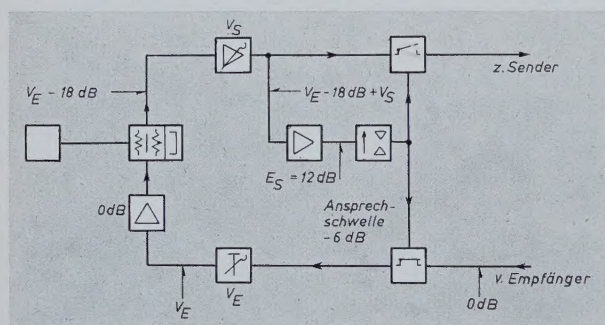 V_S
z. Sender
V_E - 18 dB
V_E - 18 dB + V_S
E_S = 12 dB
0 dB
Ansprech-
schwelle
-6 dB
V_E
V_E
v. Empfänger
0 dB